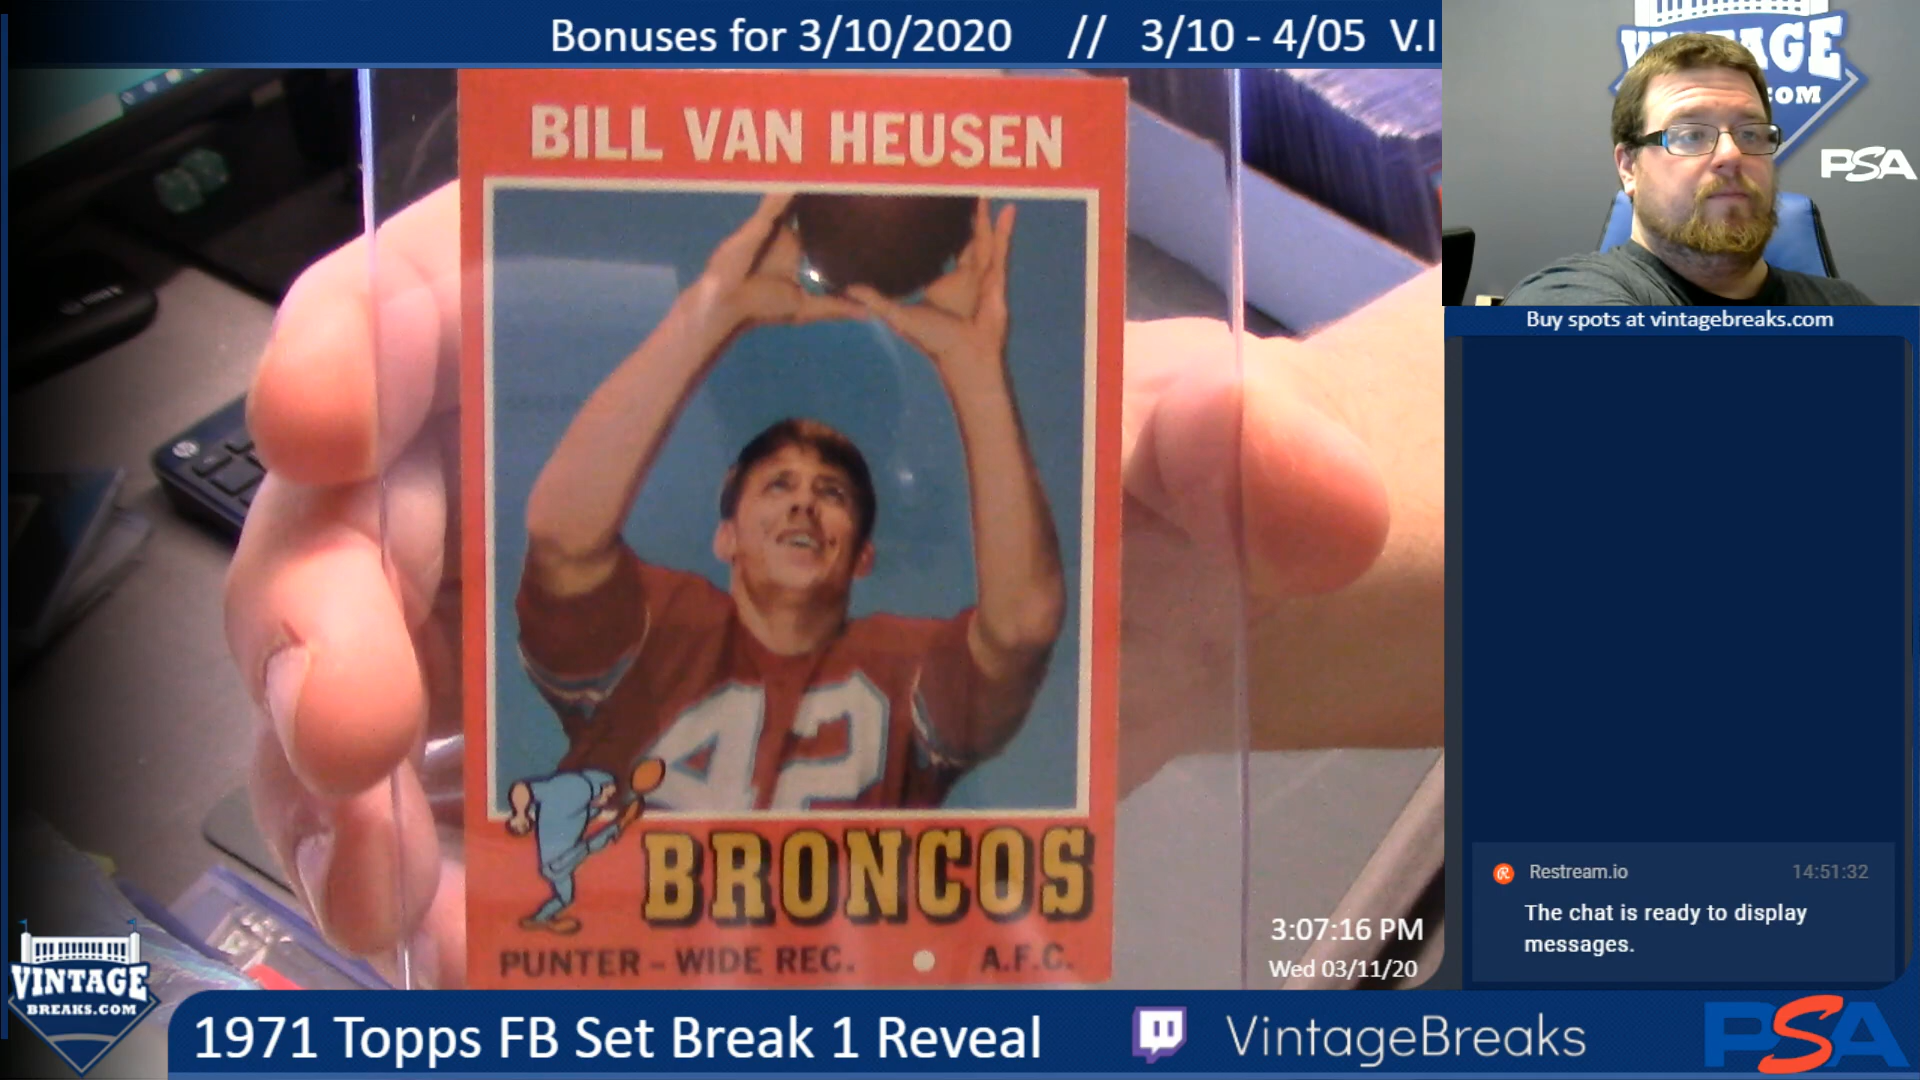 Bonuses for 3/10/2020 // 3/10 - 4/05 V.I
BILL VAN HEUSEN
42
BRONCOS
PUNTER - WIDE REC. A.F.C.
AGE
.COM
PSA
Buy spots at vintagebreaks.com
Restream.io 14:51:32
The chat is ready to display
messages.
3:07:16 PM
Wed 03/11/20
VINTAGE
BREAKS.COM
1971 Topps FB Set Break 1 Reveal
VintageBreaks
PSA